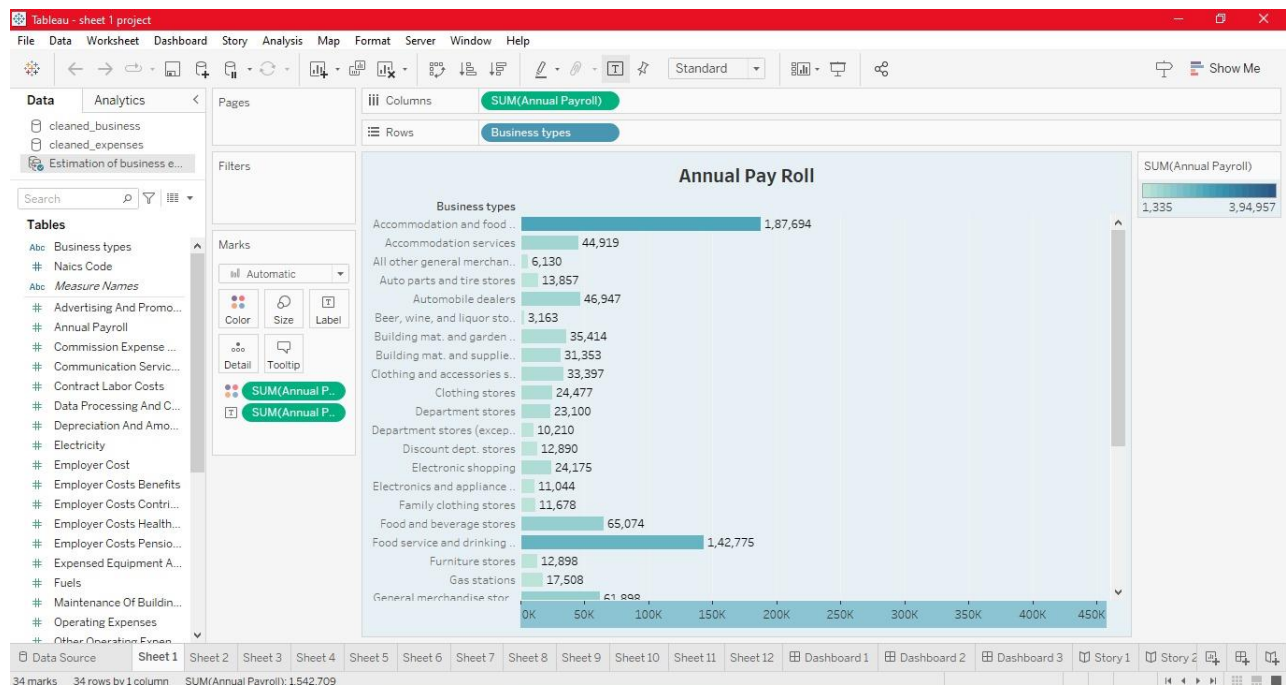 Tableau - sheet 1 project
File Data Worksheet Dashboard Story Analysis Map Format Server Window Help
Standard
Show Me
Data Analytics
cleaned_business
cleaned_expenses
Estimation of business e...
Search
Tables
Abc Business types
# Naics Code
Abc Measure Names
# Advertising And Promo...
# Annual Payroll
# Commission Expense ...
# Communication Servic...
# Contract Labor Costs
# Data Processing And C...
# Depreciation And Amo...
# Electricity
# Employer Cost
# Employer Costs Benefits
# Employer Costs Contri...
# Employer Costs Health...
# Employer Costs Pensio...
# Expensed Equipment A...
# Fuels
# Maintenance Of Buildin...
# Operating Expenses
# Other Operating Expen
Pages
Filters
Marks
Automatic
Color Size Label
Detail Tooltip
SUM(Annual P..
T SUM(Annual P..
iii Columns SUM(Annual Payroll)
Rows Business types
Annual Pay Roll
Business types
Accommodation and food .. 1,87,694
Accommodation services 44,919
All other general merchan.. 6,130
Auto parts and tire stores 13,857
Automobile dealers 46,947
Beer, wine, and liquor sto.. 3,163
Building mat. and garden .. 35,414
Building mat. and supplie.. 31,353
Clothing and accessories s.. 33,397
Clothing stores 24,477
Department stores 23,100
Department stores (excep.. 10,210
Discount dept. stores 12,890
Electronic shopping 24,175
Electronics and appliance .. 11,044
Family clothing stores 11,678
Food and beverage stores 65,074
Food service and drinking .. 1,42,775
Furniture stores 12,898
Gas stations 17,508
General merchandise stor 61,898
0K 50K 100K 150K 200K 250K 300K 350K 400K 450K
SUM(Annual Payroll)
1,335 3,94,957
Data Source Sheet 1 Sheet 2 Sheet 3 Sheet 4 Sheet 5 Sheet 6 Sheet 7 Sheet 8 Sheet 9 Sheet 10 Sheet 11 Sheet 12 Dashboard 1 Dashboard 2 Dashboard 3 Story 1 Story 2
34 marks 34 rows by 1 column SUM(Annual Payroll): 1,542,709